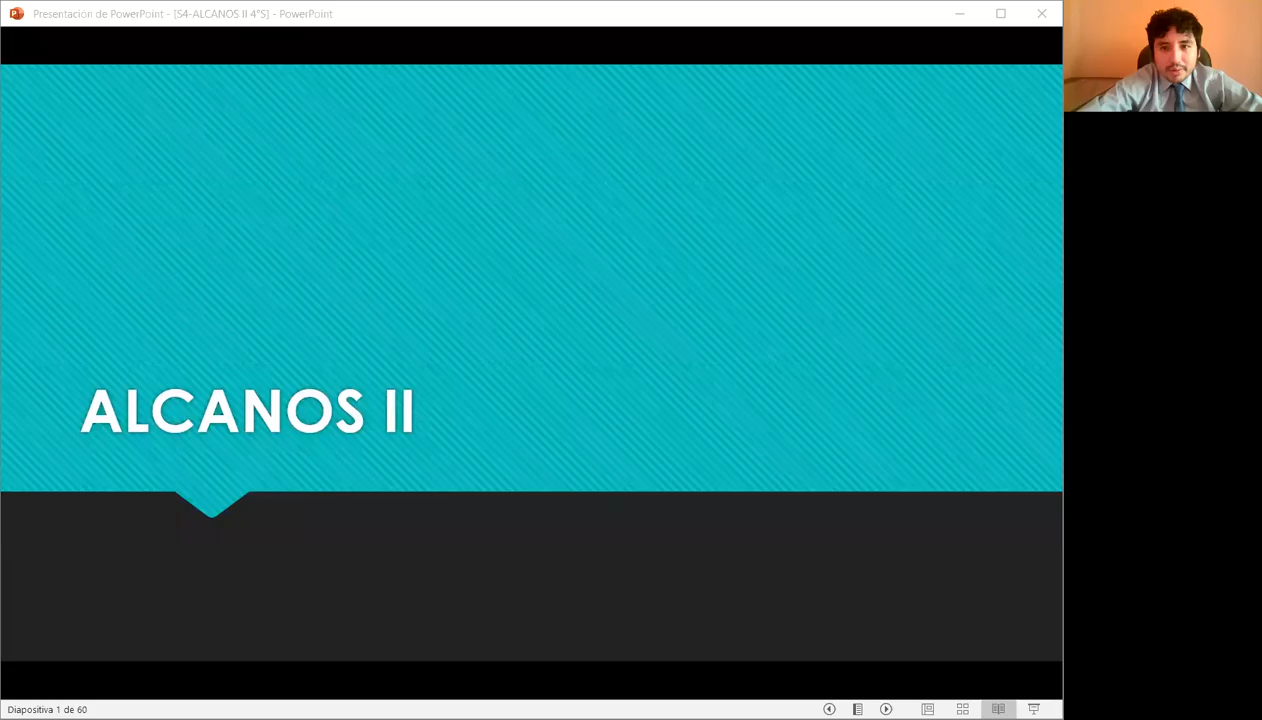 Presentación de PowerPoint - [S4-ALCANOS II 4°S] - PowerPoint
ALCANOS II
Diapositiva 1 de 60